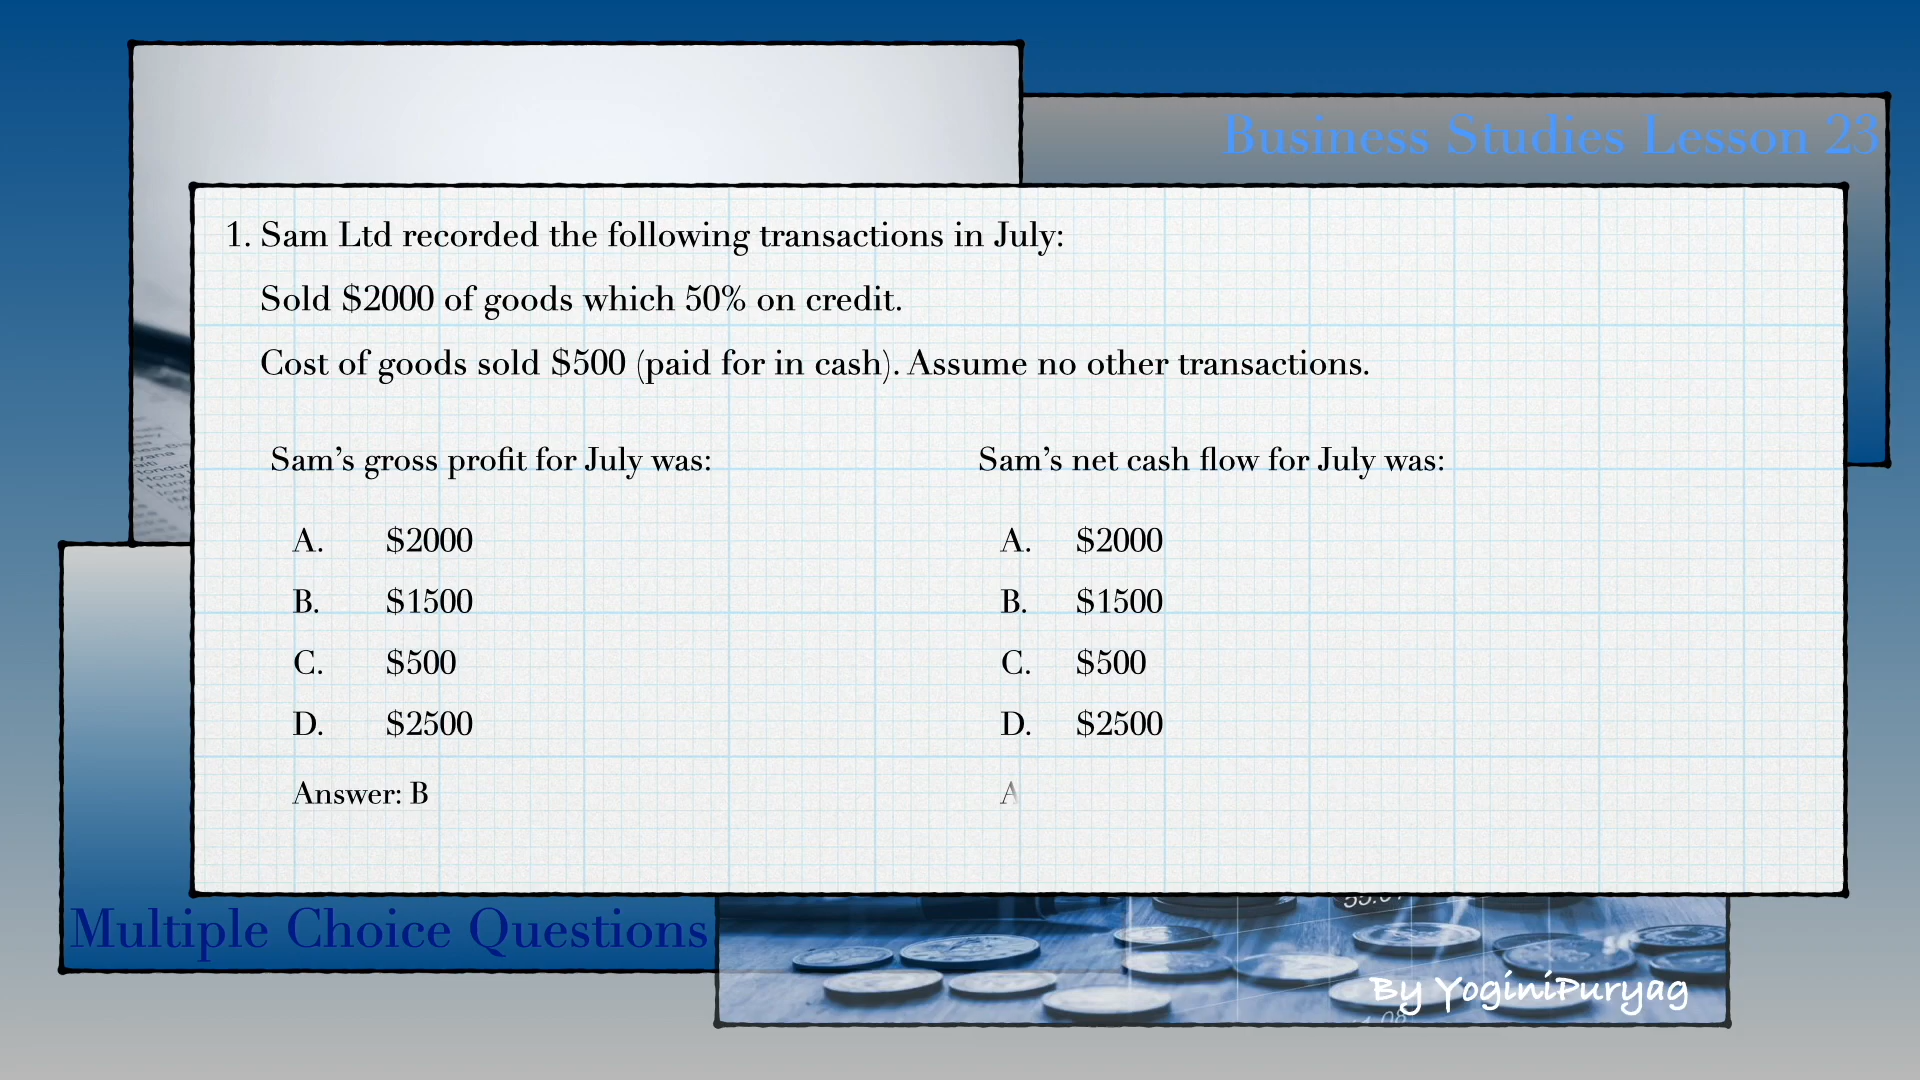 Business Studies Lesson 23
1. Sam Ltd recorded the following transactions in July:
Sold $2000 of goods which 50% on credit.
Cost of goods sold $500 (paid for in cash). Assume no other transactions.
Sam’s gross profit for July was:
A. $2000
B. $1500
C. $500
D. $2500
Answer: B
Sam’s net cash flow for July was:
A. $2000
B. $1500
C. $500
D. $2500
A
Multiple Choice Questions
By YoginiPuryag